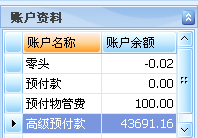 账户资料
账户名称 账户余额
零头 -0.02
预付款 0.00
预付物管费 100.00
高级预付款 43691.16